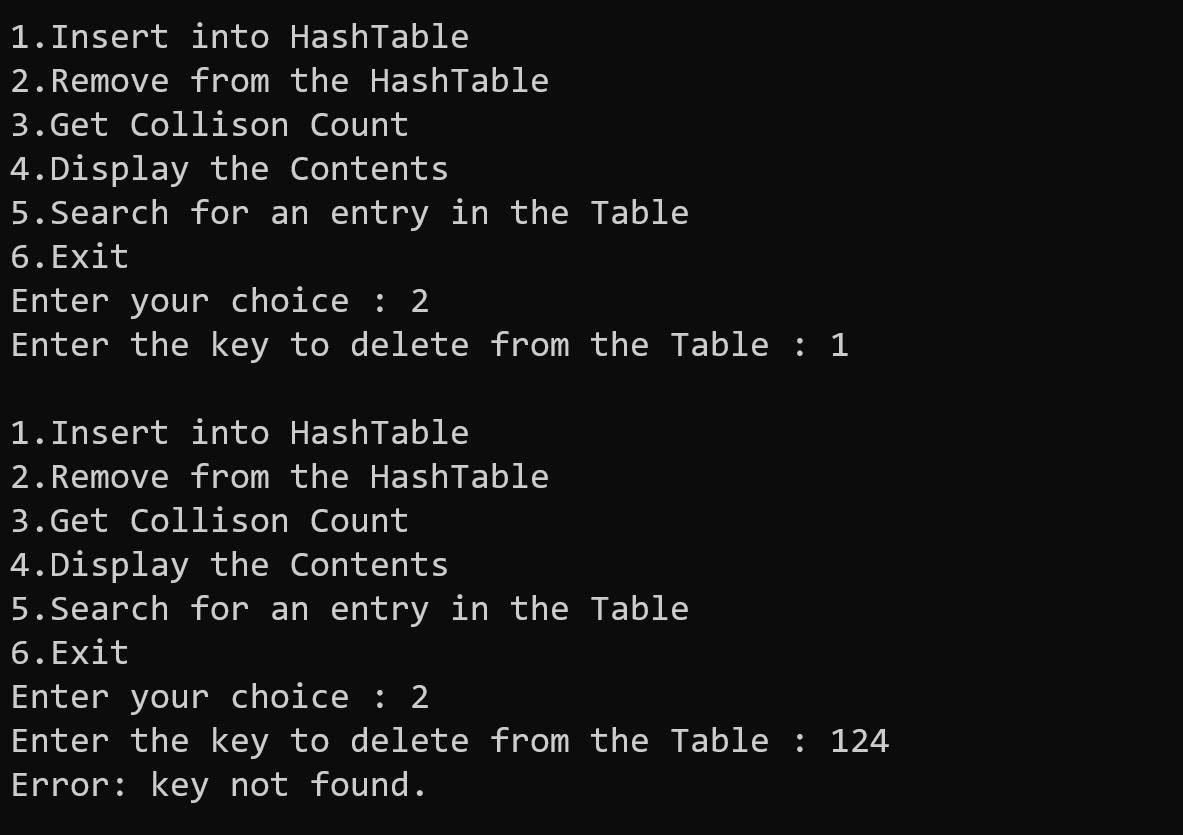 1.Insert into HashTable
2.Remove from the HashTable
3.Get Collison Count
4.Display the Contents
5.Search for an entry in the Table
6.Exit
Enter your choice : 2
Enter the key to delete from the Table : 1

1.Insert into HashTable
2.Remove from the HashTable
3.Get Collison Count
4.Display the Contents
5.Search for an entry in the Table
6.Exit
Enter your choice : 2
Enter the key to delete from the Table : 124
Error: key not found.